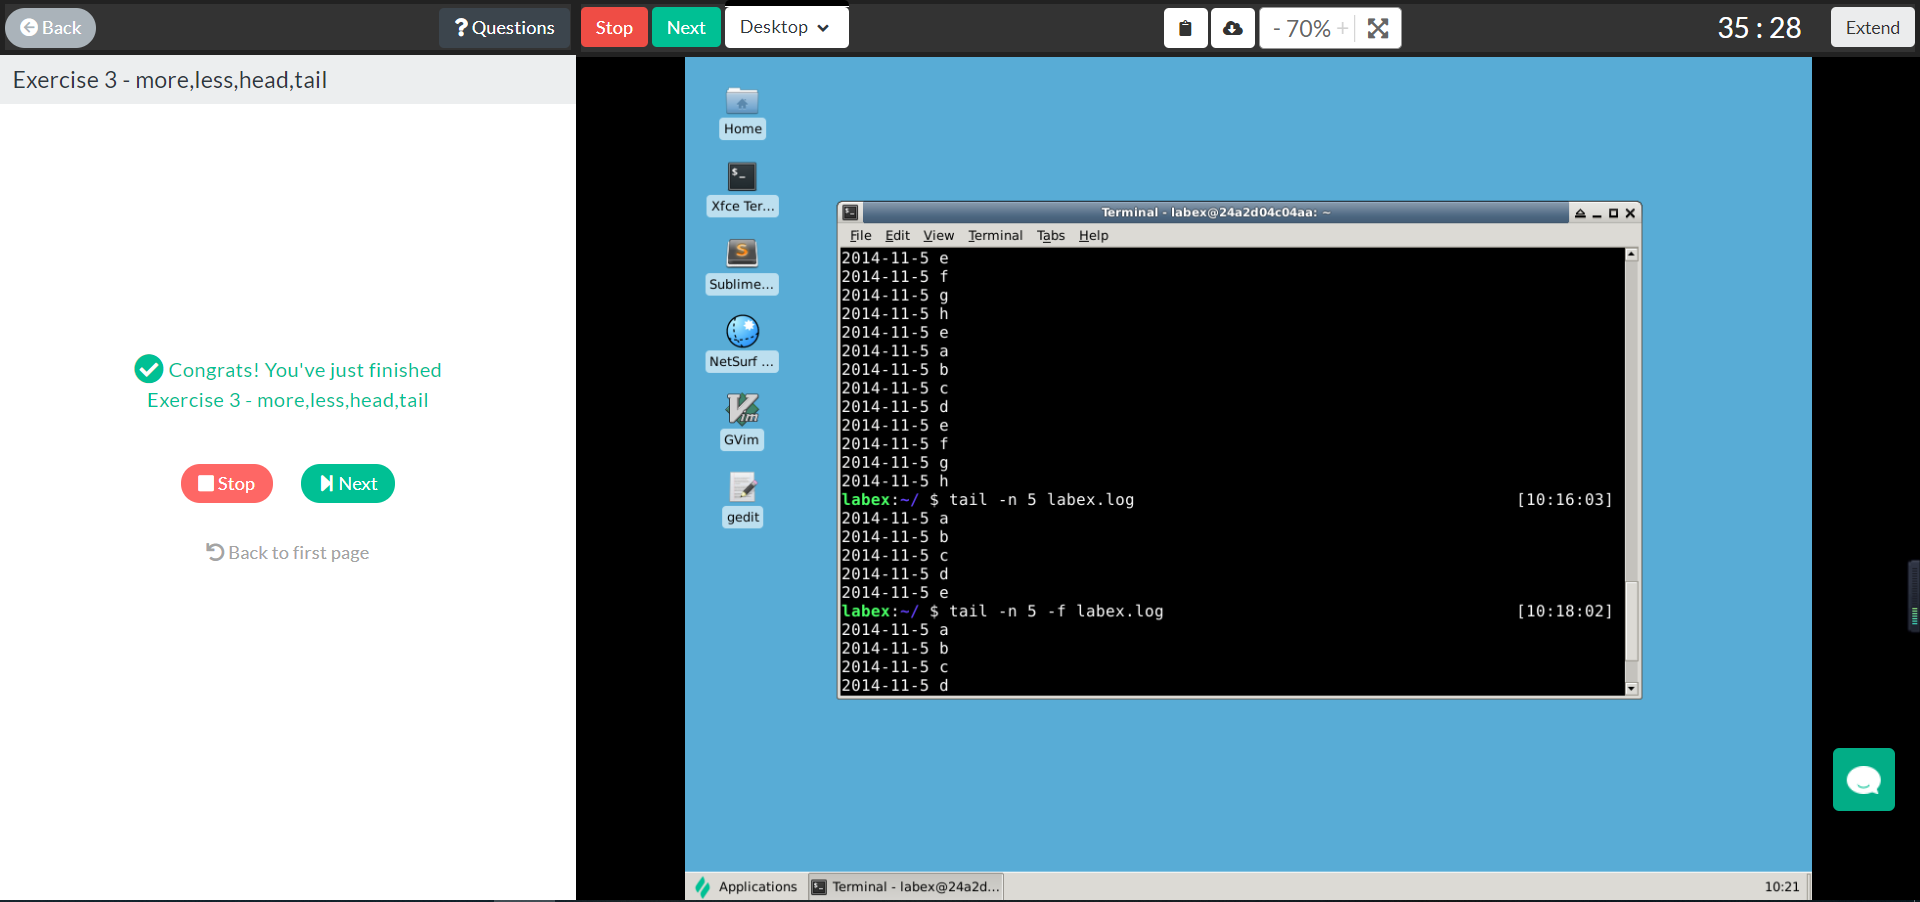 Back
? Questions
Stop
Next
Desktop
- 70% +
35 : 28
Extend
Exercise 3 - more,less,head,tail
Congrats! You've just finished
Exercise 3 - more,less,head,tail
Stop
Next
Back to first page
Home
Xfce Ter...
Sublime...
NetSurf ...
GVim
gedit
Terminal - labex@24a2d04c04aa: ~
File Edit View Terminal Tabs Help
2014-11-5 e
2014-11-5 f
2014-11-5 g
2014-11-5 h
2014-11-5 e
2014-11-5 a
2014-11-5 b
2014-11-5 c
2014-11-5 d
2014-11-5 e
2014-11-5 f
2014-11-5 g
2014-11-5 h
labex:~/ $ tail -n 5 labex.log [10:16:03]
2014-11-5 a
2014-11-5 b
2014-11-5 c
2014-11-5 d
2014-11-5 e
labex:~/ $ tail -n 5 -f labex.log [10:18:02]
2014-11-5 a
2014-11-5 b
2014-11-5 c
2014-11-5 d
Applications
Terminal - labex@24a2d...
10:21